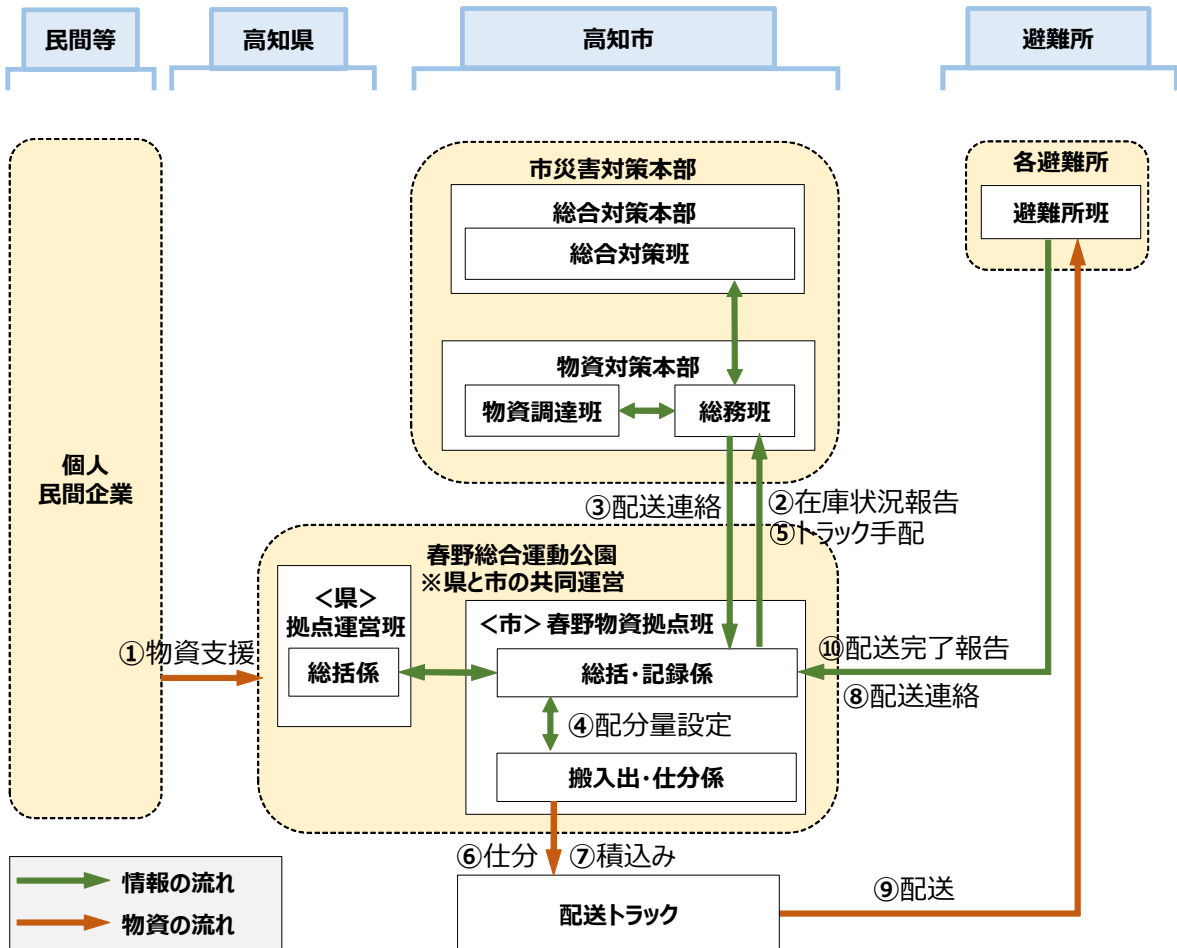 民間等
高知県
高知市
避難所
市災害対策本部
総合対策本部
総合対策班
各避難所
避難所班
物資対策本部
物資調達班
総務班
個人
民間企業
③配送連絡
②在庫状況報告
⑤トラック手配
春野総合運動公園
※県と市の共同運営
＜県＞
拠点運営班
総括係
＜市＞春野物資拠点班
総括・記録係
①物資支援
⑩配送完了報告
⑧配送連絡
④配分量設定
搬入出・仕分係
⑥仕分
⑦積込み
配送トラック
⑨配送
情報の流れ
物資の流れ